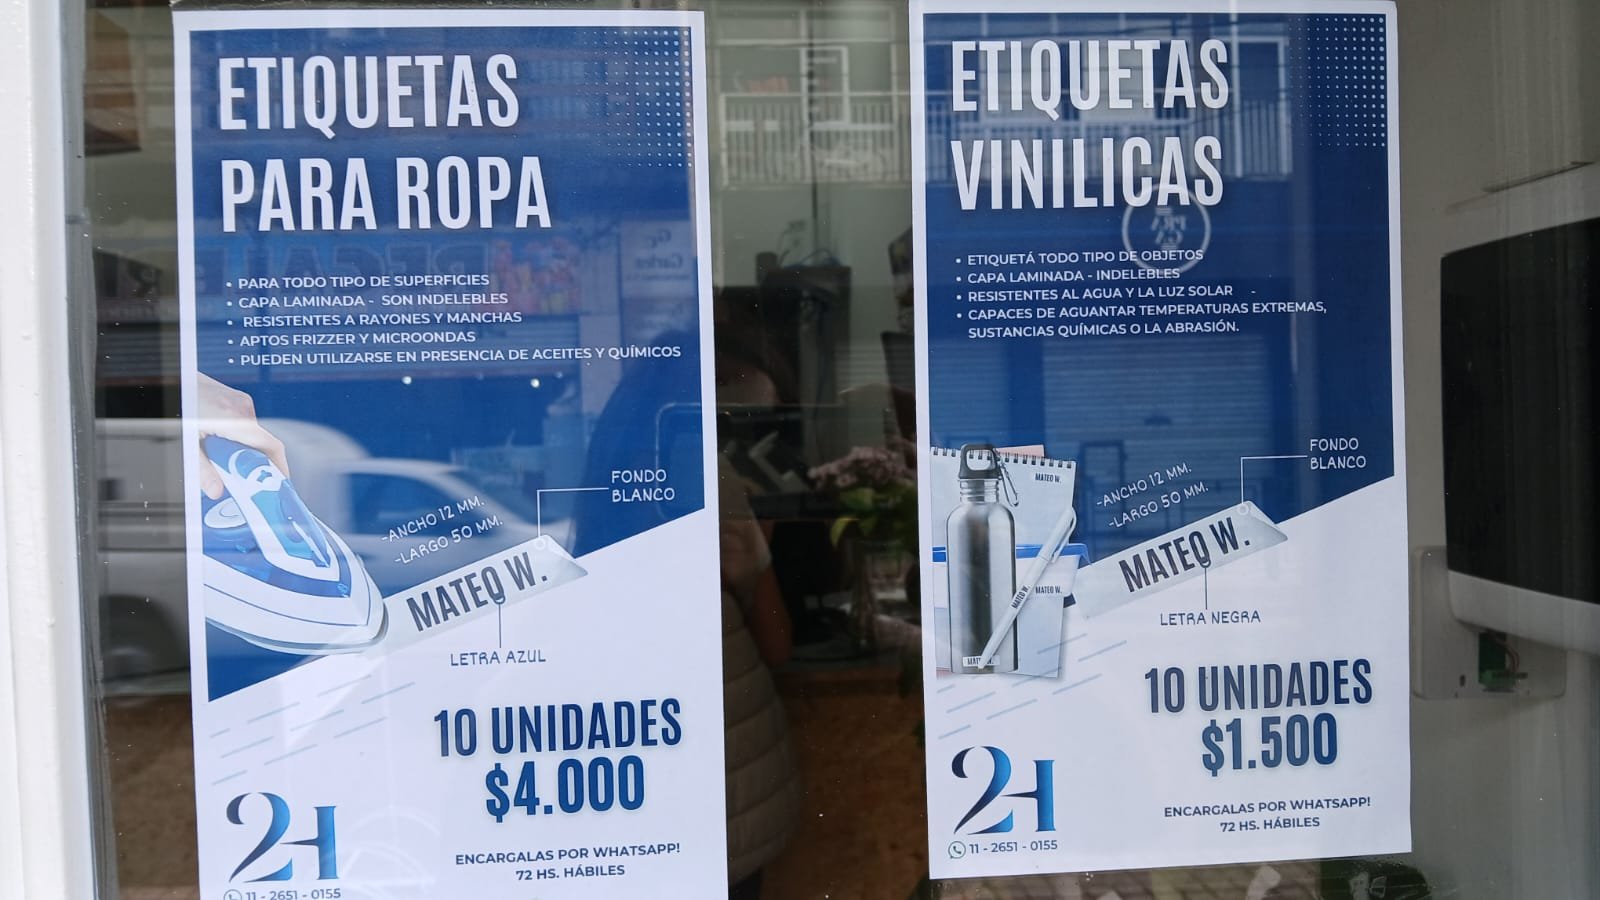 ETIQUETAS
PARA ROPA
• PARA TODO TIPO DE SUPERFICIES
• CAPA LAMINADA - SON INDELEBLES
• RESISTENTES A RAYONES Y MANCHAS
• APTOS FRIZZER Y MICROONDAS
• PUEDEN UTILIZARSE EN PRESENCIA DE ACEITES Y QUÍMICOS
FONDO
BLANCO
-ANCHO 12 MM.
-LARGO 50 MM.
MATEO W.
LETRA AZUL
10 UNIDADES
$4.000
2H
ENCARGALAS POR WHATSAPP!
72 HS. HÁBILES
11 - 2651 - 0155
ETIQUETAS
VINILICAS
• ETIQUETÁ TODO TIPO DE OBJETOS
• CAPA LAMINADA - INDELEBLES
• RESISTENTES AL AGUA Y LA LUZ SOLAR -
• CAPACES DE AGUANTAR TEMPERATURAS EXTREMAS,
SUSTANCIAS QUÍMICAS O LA ABRASIÓN.
FONDO
BLANCO
MATEO W.
-ANCHO 12 MM.
-LARGO 50 MM.
MATEO W.
MATEO W.
MATEO W.
LETRA NEGRA
10 UNIDADES
$1.500
2H
ENCARGALAS POR WHATSAPP!
72 HS. HÁBILES
11 - 2651 - 0155